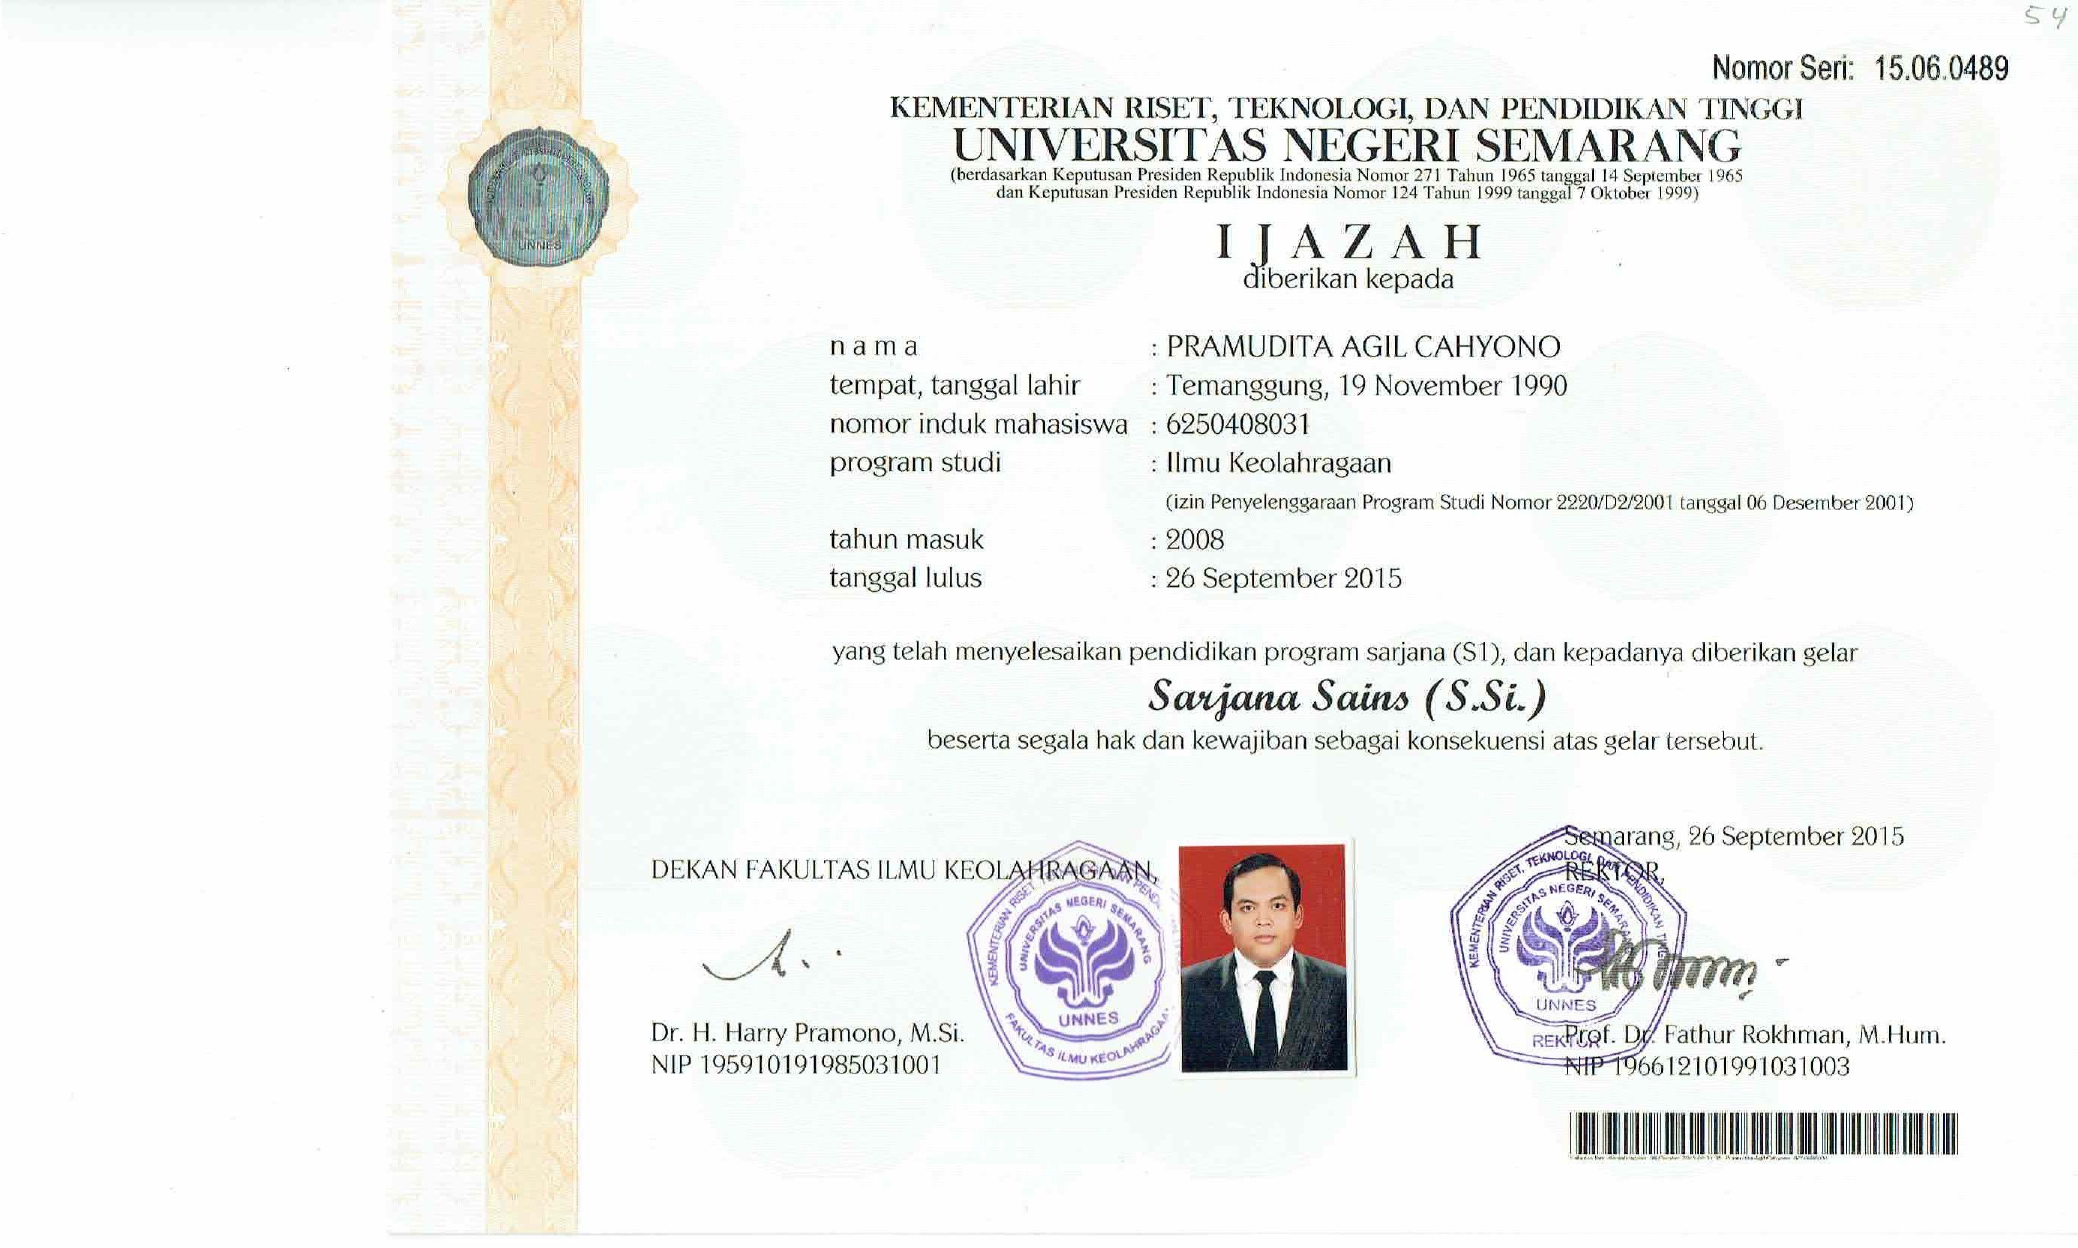 54
Nomor Seri: 15.06.0489
KEMENTERIAN RISET, TEKNOLOGI, DAN PENDIDIKAN TINGGI
UNIVERSITAS NEGERI SEMARANG
(berdasarkan Keputusan Presiden Republik Indonesia Nomor 271 Tahun 1965 tanggal 14 September 1965
dan Keputusan Presiden Republik Indonesia Nomor 124 Tahun 1999 tanggal 7 Oktober 1999)
I J A Z A H
diberikan kepada
UNNES
n a m a : PRAMUDITA AGIL CAHYONO
tempat, tanggal lahir : Temanggung, 19 November 1990
nomor induk mahasiswa : 6250408031
program studi : Ilmu Keolahragaan
(izin Penyelenggaraan Program Studi Nomor 2220/D2/2001 tanggal 06 Desember 2001)
tahun masuk : 2008
tanggal lulus : 26 September 2015
yang telah menyelesaikan pendidikan program sarjana (S1), dan kepadanya diberikan gelar
Sarjana Sains (S.Si.)
beserta segala hak dan kewajiban sebagai konsekuensi atas gelar tersebut.
Semarang, 26 September 2015
DEKAN FAKULTAS ILMU KEOLAHRAGAAN,
REKTOR,
KEMENTERIAN RISET, TEKNOLOGI, DAN
UNIVERSITAS NEGERI SEMARANG
UNNES
FAKULTAS ILMU KEOLAHRAGAAN
KEMENTERIAN RISET, TEKNOLOGI, DAN PENDIDIKAN
UNIVERSITAS NEGERI SEMARANG
UNNES
REKTOR
Dr. H. Harry Pramono, M.Si.
NIP 195910191985031001
Prof. Dr. Fathur Rokhman, M.Hum.
NIP 196612101991031003